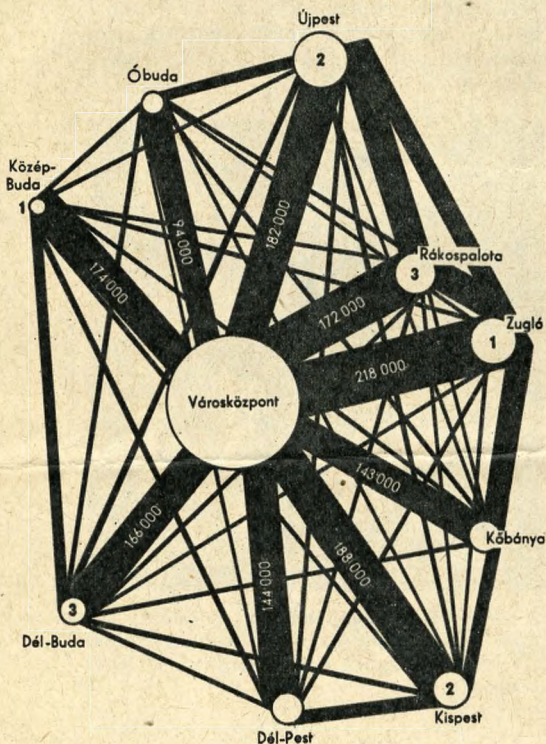 Újpest
2
Óbuda
Közép-
Buda
1
94 000
182'000
174'000
Rákospalota
3
172 000
Zugló
1
218 000
Városközpont
143'000
Kőbánya
166'000
144'000
188'000
3
Dél-Buda
2
Kispest
Dél-Pest